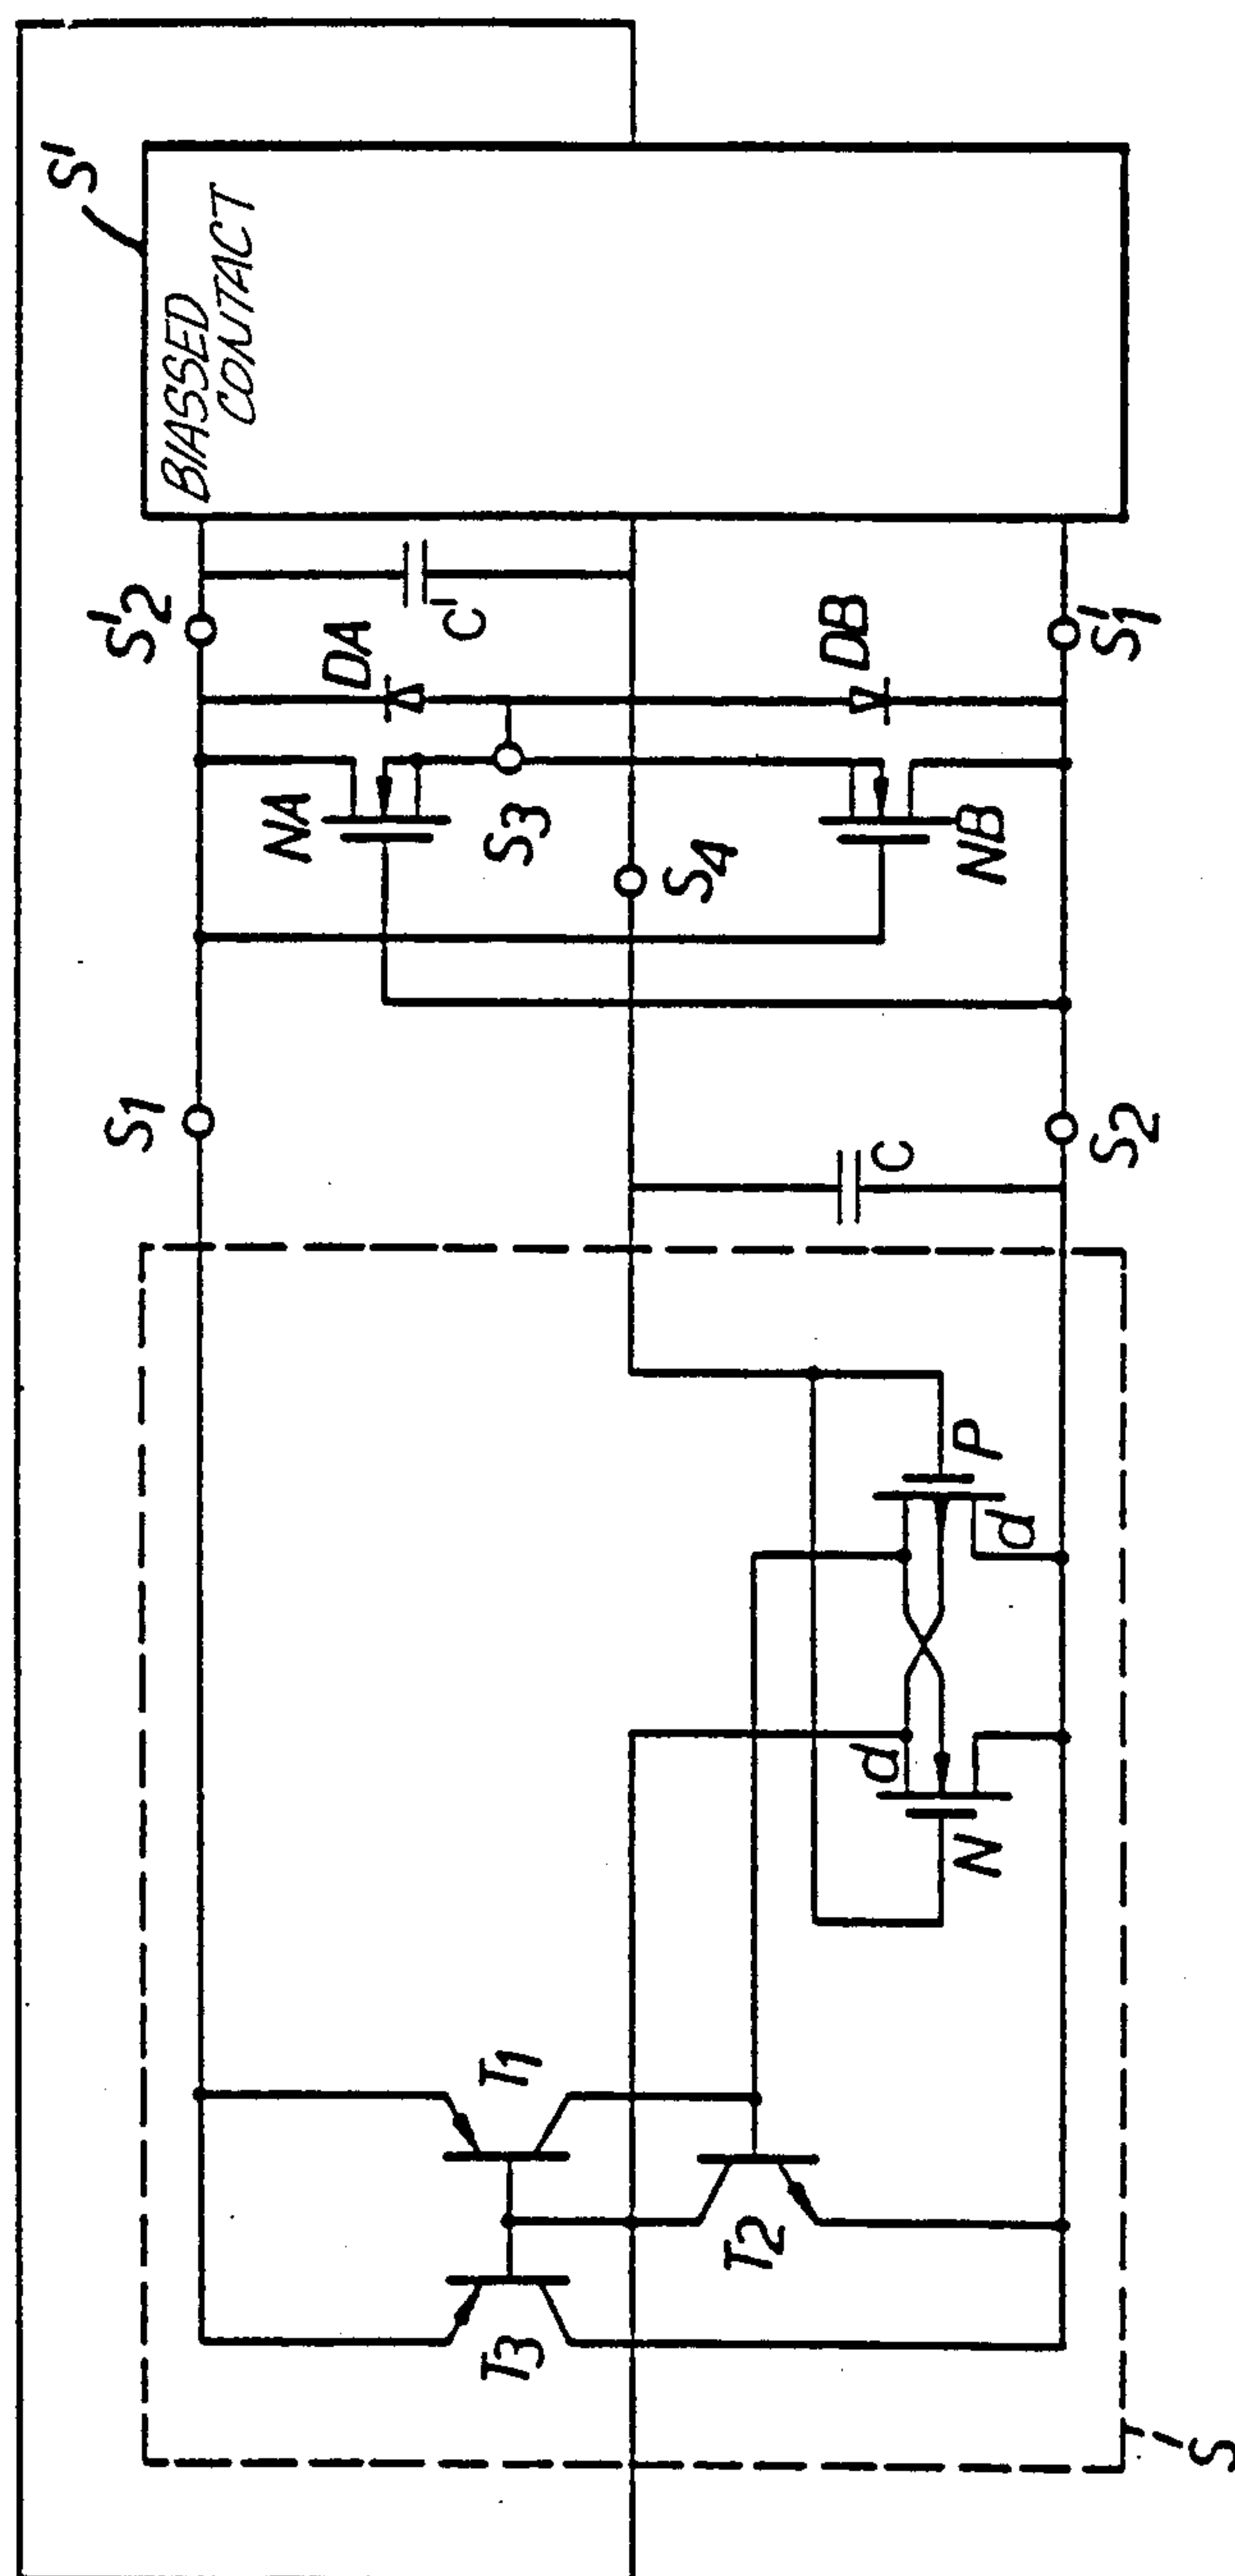 S'
BIASSED
CONTACT
S'2
C'
DA
DB
S'1
NA
S3
S4
NB
S1
S2
C
P
d
d
N
T1
T2
T3
S